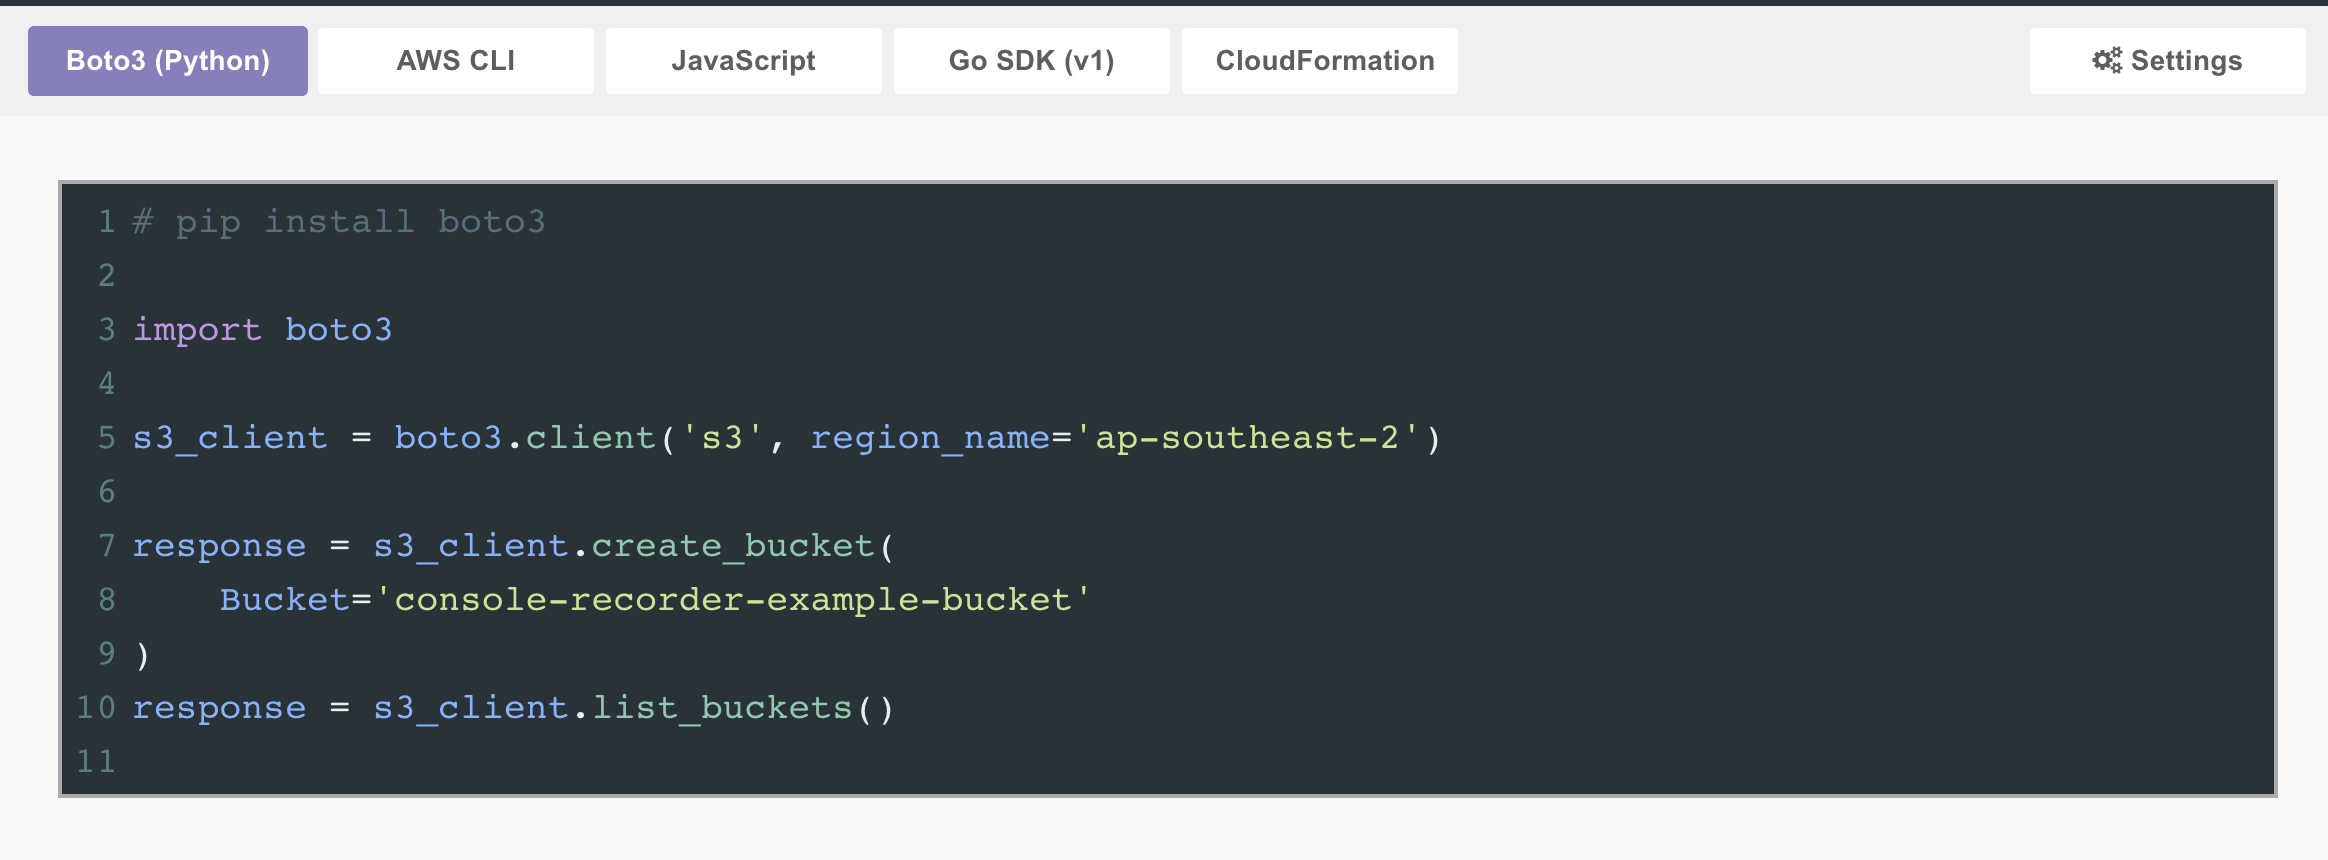 Boto3 (Python) AWS CLI JavaScript Go SDK (v1) CloudFormation Settings
1 # pip install boto3
2
3 import boto3
4
5 s3_client = boto3.client('s3', region_name='ap-southeast-2')
6
7 response = s3_client.create_bucket(
8     Bucket='console-recorder-example-bucket'
9 )
10 response = s3_client.list_buckets()
11